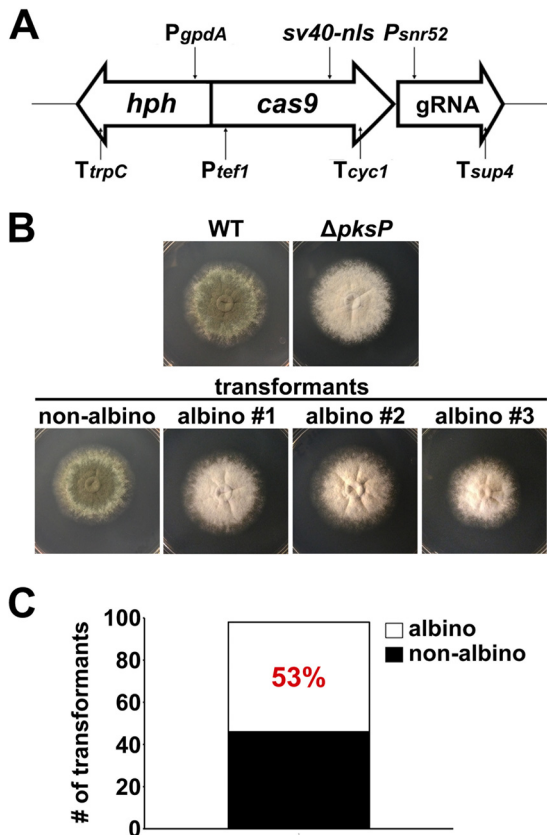 A
PgpdA sv40-nls Psnr52
hph cas9 gRNA
TtrpC Ptef1 Tcyc1 Tsup4
B
WT ΔpksP
transformants
non-albino albino #1 albino #2 albino #3
C
# of transformants
100
80
60
40
20
0
53%
albino
non-albino